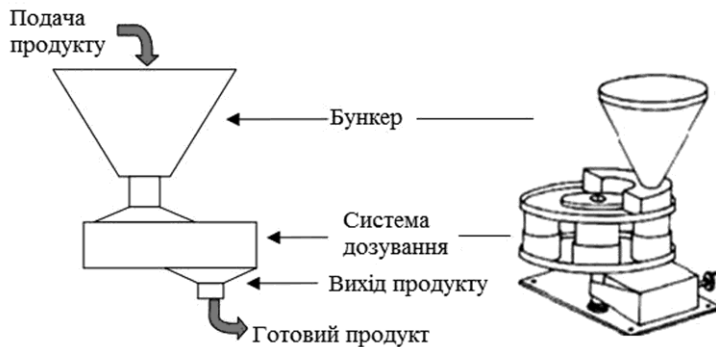 Подача
продукту
Бункер
Система
дозування
Вихід продукту
Готовий продукт